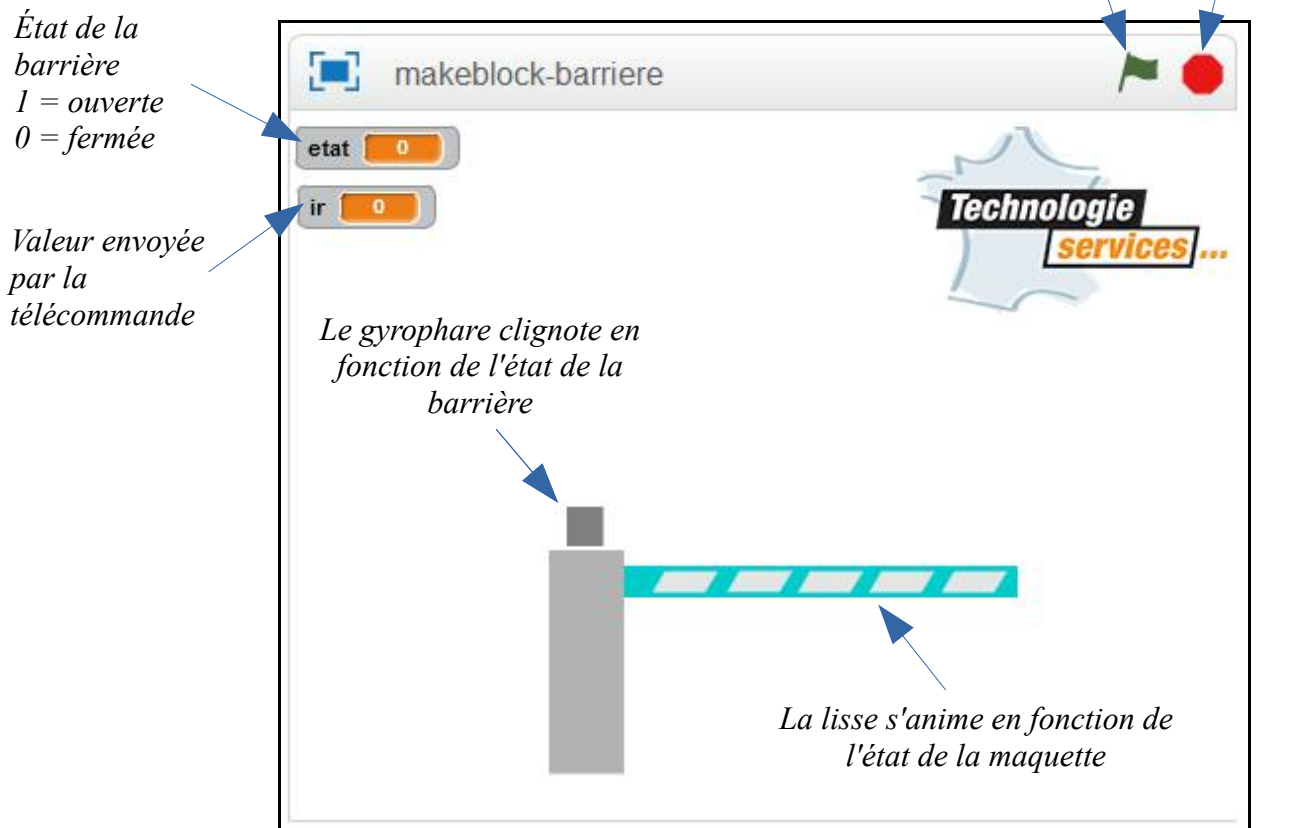 État de la
barrière
1 = ouverte
0 = fermée
makeblock-barriere
etat 0
ir 0
Valeur envoyée
par la
télécommande
Technologie
services...
Le gyrophare clignote en
fonction de l'état de la
barrière
La lisse s'anime en fonction de
l'état de la maquette